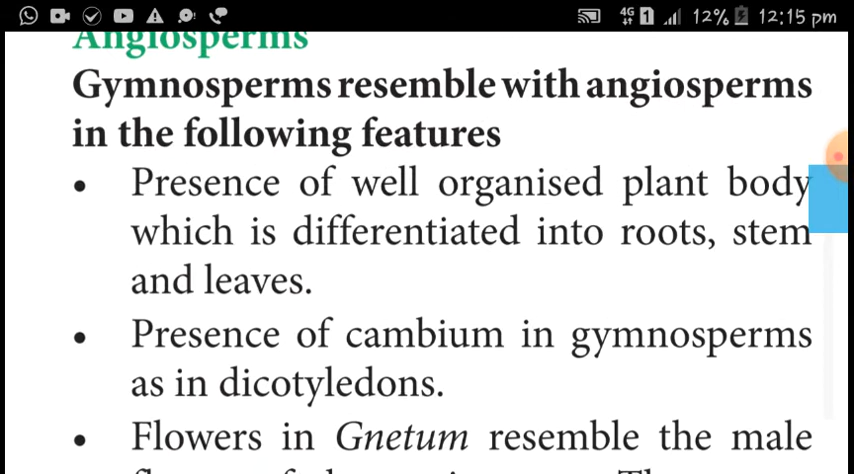 4G 1 12% 12:15 pm
Angiosperms
Gymnosperms resemble with angiosperms
in the following features
• Presence of well organised plant body
which is differentiated into roots, stem
and leaves.
• Presence of cambium in gymnosperms
as in dicotyledons.
• Flowers in Gnetum resemble the male